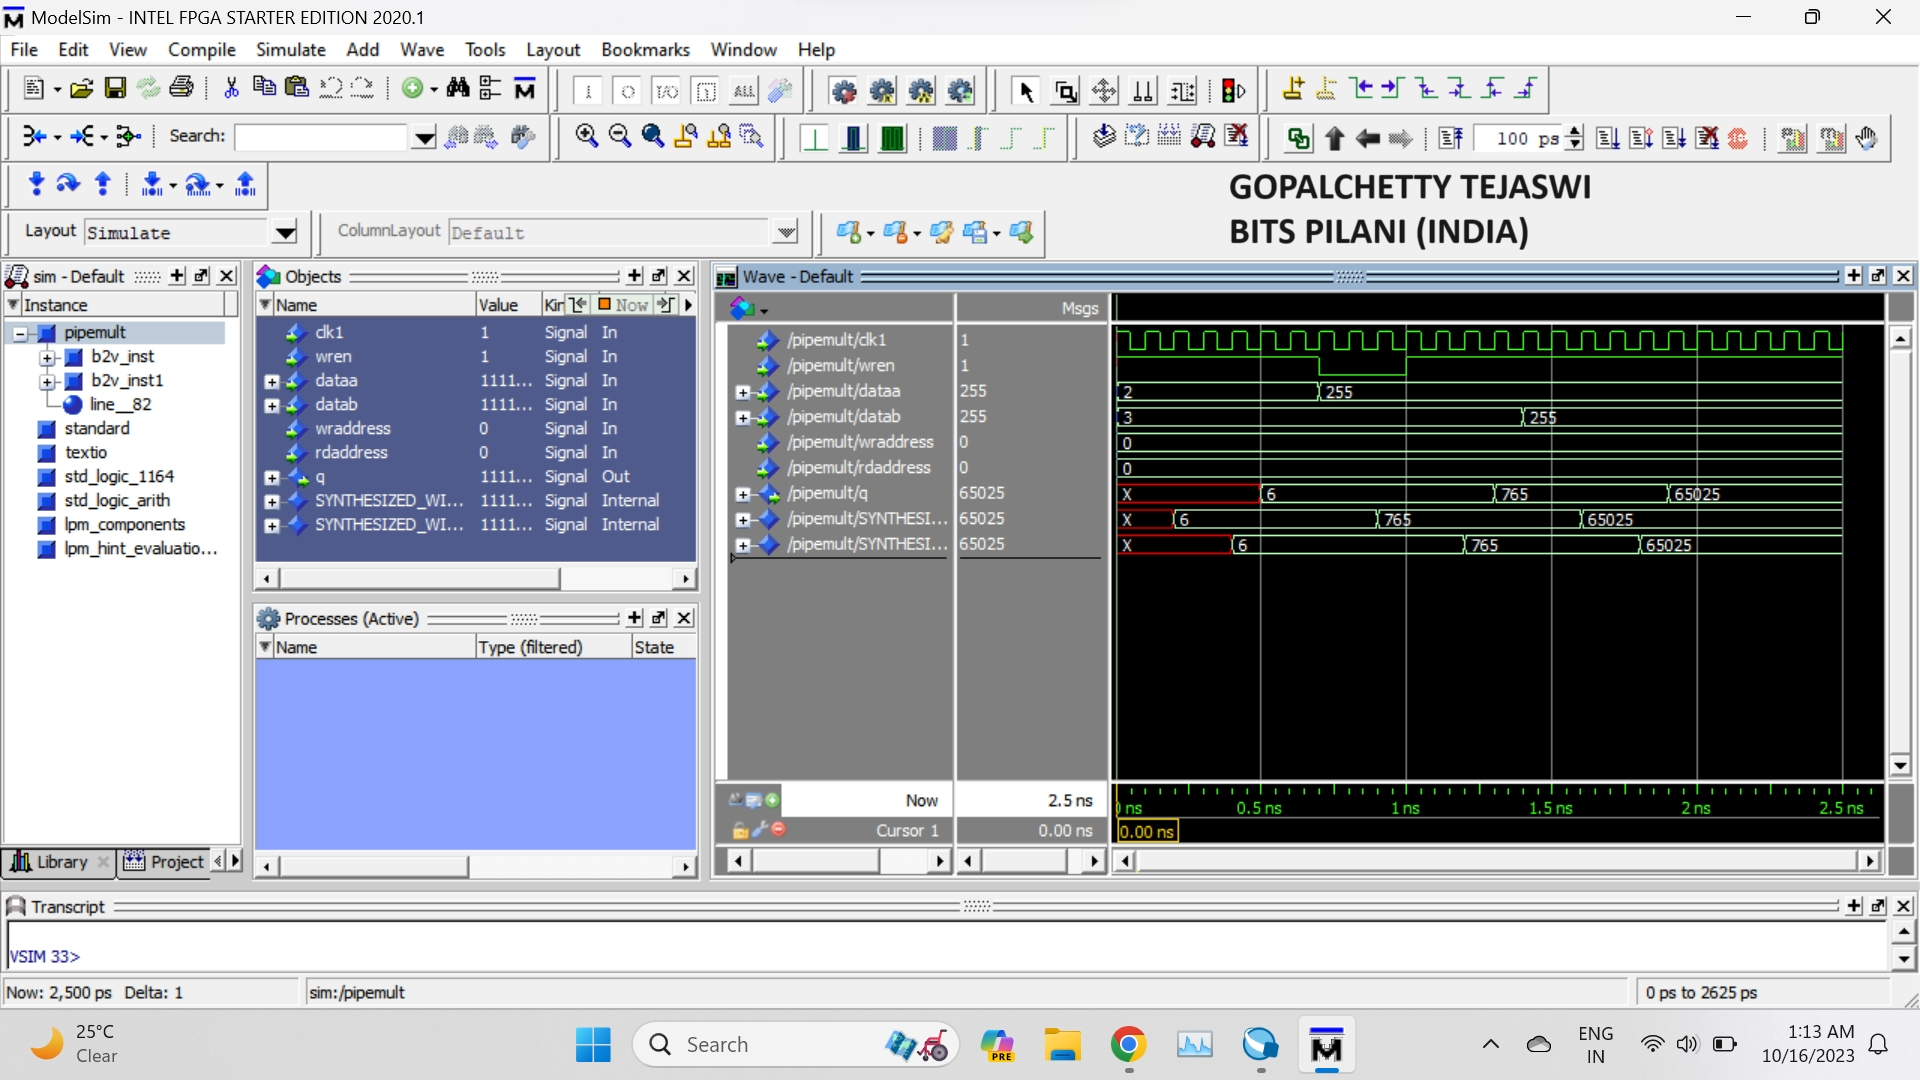 ModelSim - INTEL FPGA STARTER EDITION 2020.1
File Edit View Compile Simulate Add Wave Tools Layout Bookmarks Window Help
Search:
100 ps
GOPALCHETTY TEJASWI
BITS PILANI (INDIA)
Layout Simulate
ColumnLayout Default
sim - Default
Instance
pipemult
b2v_inst
b2v_inst1
line__82
standard
textio
std_logic_1164
std_logic_arith
lpm_components
lpm_hint_evaluatio...
Library
Project
Objects
Name Value Kin Now
clk1 1 Signal In
wren 1 Signal In
dataa 1111... Signal In
datab 1111... Signal In
wraddress 0 Signal In
rdaddress 0 Signal In
q 1111... Signal Out
SYNTHESIZED_WI... 1111... Signal Internal
SYNTHESIZED_WI... 1111... Signal Internal
Processes (Active)
Name Type (filtered) State
Wave - Default
Msgs
/pipemult/clk1 1
/pipemult/wren 1
/pipemult/dataa 255 2 255
/pipemult/datab 255 3 255
/pipemult/wraddress 0 0
/pipemult/rdaddress 0 0
/pipemult/q 65025 X 6 765 65025
/pipemult/SYNTHESI... 65025 X 6 765 65025
/pipemult/SYNTHESI... 65025 X 6 765 65025
Now 2.5 ns
Cursor 1 0.00 ns
ns 0.5 ns 1 ns 1.5 ns 2 ns 2.5 ns
0.00 ns
Transcript
VSIM 33>
Now: 2,500 ps Delta: 1
sim:/pipemult
0 ps to 2625 ps
25°C
Clear
Search
PRE
ENG
IN
1:13 AM
10/16/2023